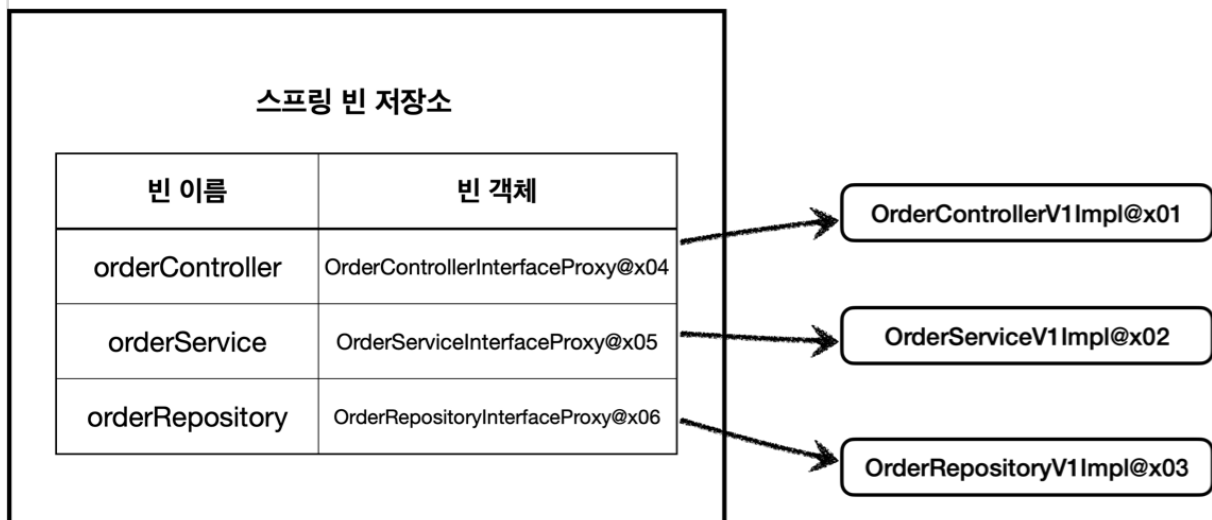 스프링 빈 저장소
빈 이름 빈 객체
orderController OrderControllerInterfaceProxy@x04
orderService OrderServiceInterfaceProxy@x05
orderRepository OrderRepositoryInterfaceProxy@x06
OrderControllerV1Impl@x01
OrderServiceV1Impl@x02
OrderRepositoryV1Impl@x03